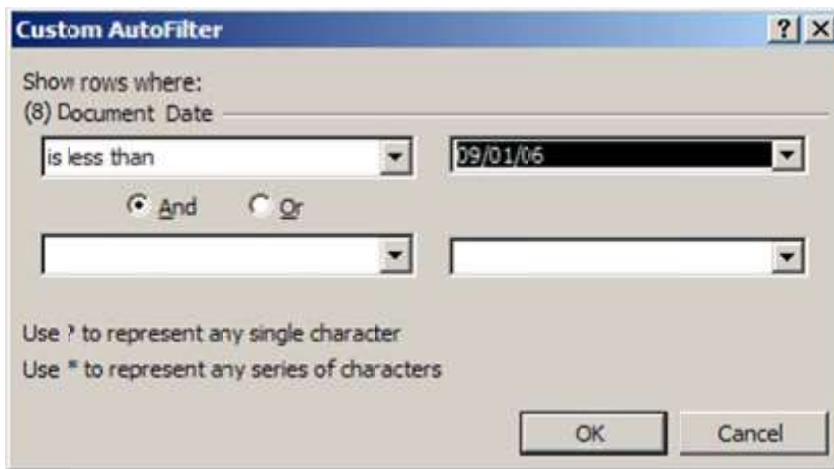 Custom AutoFilter ? X
Show rows where:
(8) Document Date
is less than 09/01/06
And Or
Use ? to represent any single character
Use * to represent any series of characters
OK Cancel